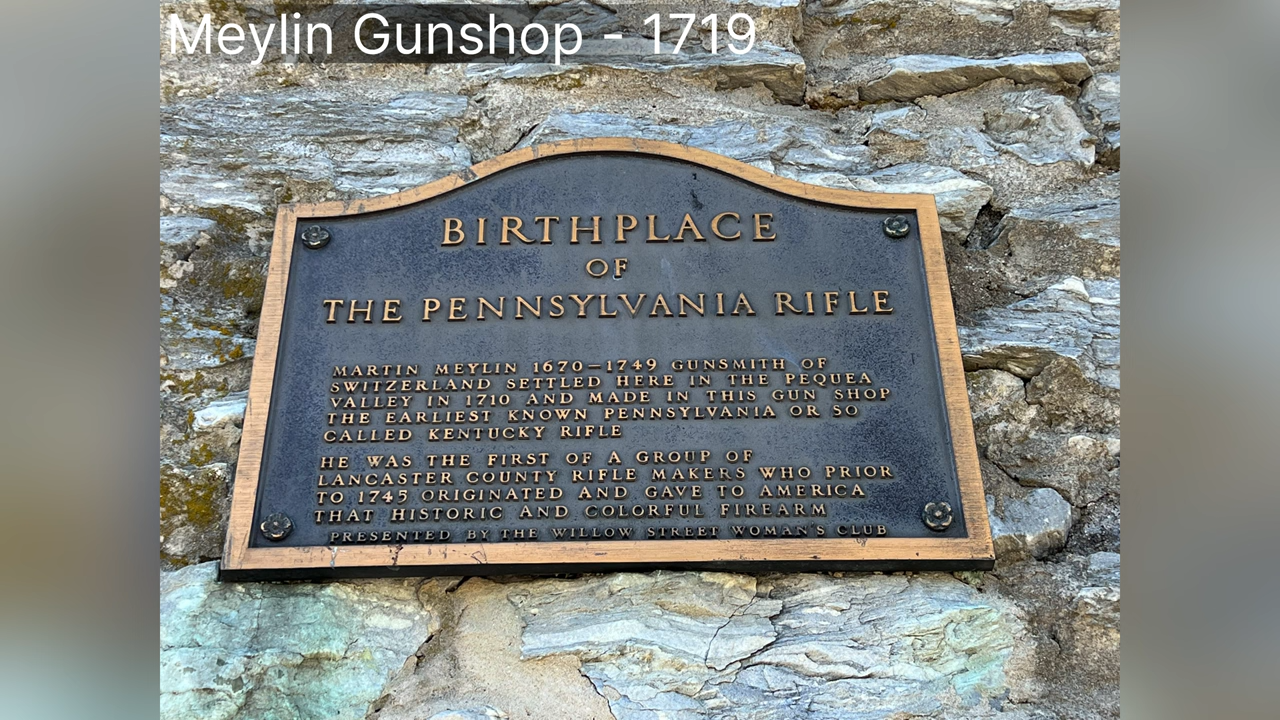 Meylin Gunshop - 1719
BIRTHPLACE
OF
THE PENNSYLVANIA RIFLE
MARTIN MEYLIN 1670-1749 GUNSMITH OF
SWITZERLAND SETTLED HERE IN THE PEQUEA
VALLEY IN 1710 AND MADE IN THIS GUN SHOP
THE EARLIEST KNOWN PENNSYLVANIA OR SO
CALLED KENTUCKY RIFLE
HE WAS THE FIRST OF A GROUP OF
LANCASTER COUNTY RIFLE MAKERS WHO PRIOR
TO 1745 ORIGINATED AND GAVE TO AMERICA
THAT HISTORIC AND COLORFUL FIREARM
PRESENTED BY THE WILLOW STREET WOMAN'S CLUB